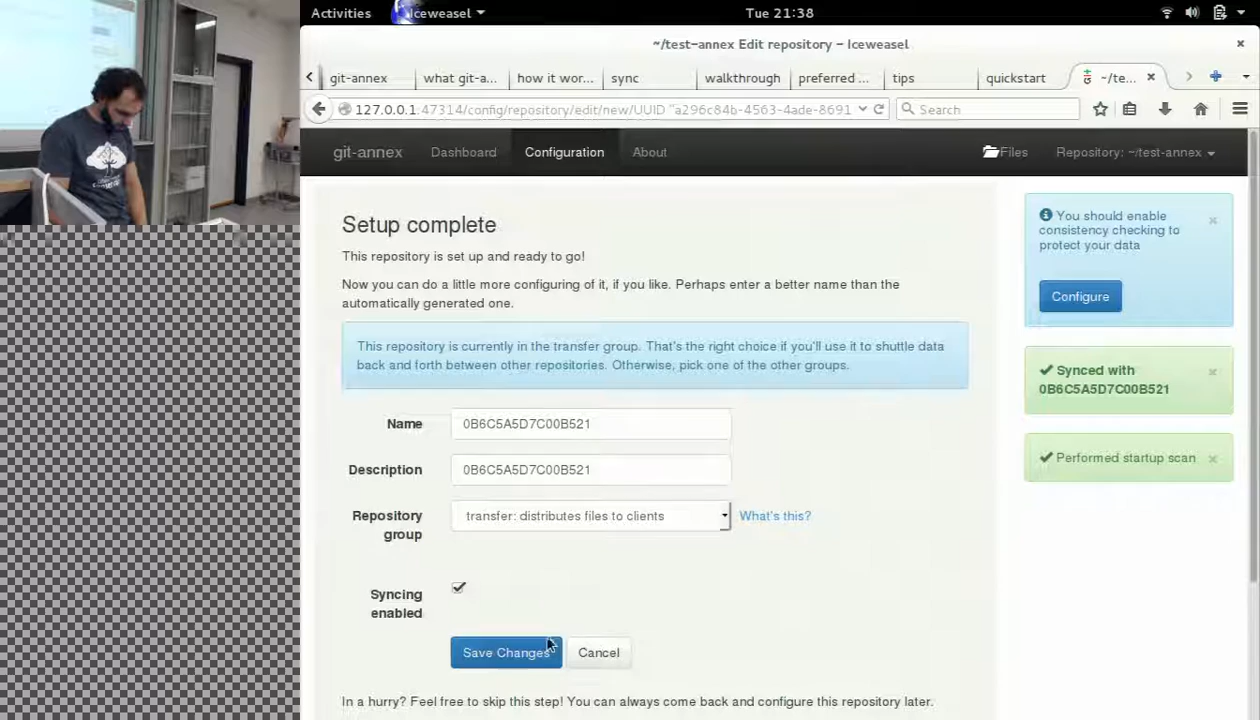 Activities
Iceweasel
Tue 21:38
~/test-annex Edit repository – Iceweasel
git-annex
what git-a...
how it wor...
sync
walkthrough
preferred ...
tips
quickstart
~/te...
127.0.0.1:47314/config/repository/edit/new/UUID "a296c84b-4563-4ade-8691
Search
git-annex
Dashboard
Configuration
About
Files
Repository: ~/test-annex
Setup complete
This repository is set up and ready to go!
Now you can do a little more configuring of it, if you like. Perhaps enter a better name than the
automatically generated one.
This repository is currently in the transfer group. That's the right choice if you'll use it to shuttle data
back and forth between other repositories. Otherwise, pick one of the other groups.
Name
0B6C5A5D7C00B521
Description
0B6C5A5D7C00B521
Repository
group
transfer: distributes files to clients
What's this?
Syncing
enabled
Save Changes
Cancel
In a hurry? Feel free to skip this step! You can always come back and configure this repository later.
You should enable
consistency checking to
protect your data
Configure
Synced with
0B6C5A5D7C00B521
Performed startup scan